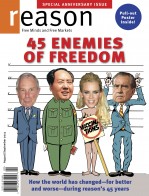 SPECIAL ANNIVERSARY ISSUE
reason
Free Minds and Free Markets
Pull-out
Poster
Inside!
45 ENEMIES
OF FREEDOM
How the world has changed—for better
and worse—during reason's 45 years